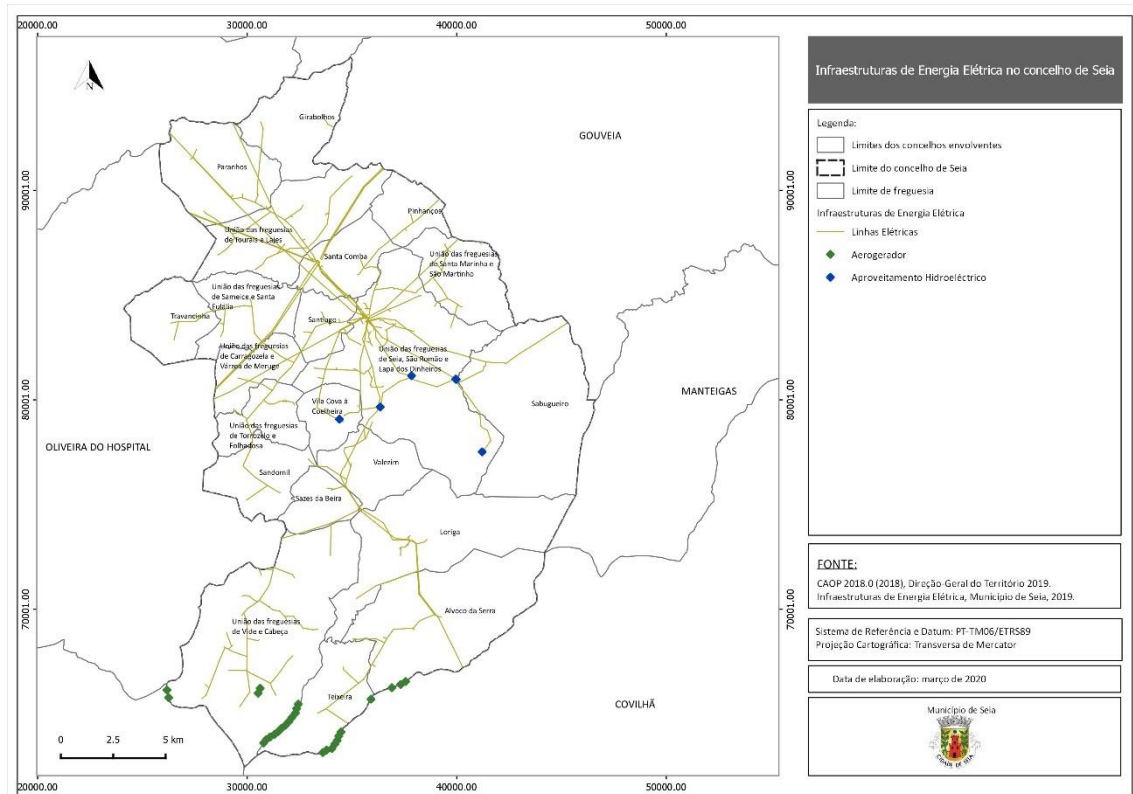 20000.00
30000.00
40000.00
50000.00
Infraestruturas de Energia Elétrica no concelho de Seia
N
Girabolhos
GOUVEIA
Legenda:
Limites dos concelhos envolventes
Limite do concelho de Seia
Limite de freguesia
Infraestruturas de Energia Elétrica
Linhas Elétricas
Aerogerador
Aproveitamento Hidroeléctrico
Paranhos
90001.00
90001.00
Pinhanços
União das freguesias
de Tourais e Lajes
Santa Comba
União das freguesias
de Santa Marinha e
São Martinho
União das freguesias
de Sameice e Santa
Eulália
Travancinha
Santiago
União das freguesias
de Carragozela e
Várzea de Meruge
União das freguesias
de Seia, São Romão e
Lapa dos Dinheiros
80001.00
80001.00
Vila Cova à
Coelheira
Sabugueiro
MANTEIGAS
OLIVEIRA DO HOSPITAL
União das freguesias
de Torrozelo e
Folhadosa
Sandomil
Valezim
Sazes da Beira
Loriga
FONTE:
CAOP 2018.0 (2018), Direção-Geral do Território 2019.
Infraestruturas de Energia Elétrica, Município de Seia, 2019.
70001.00
70001.00
Alvoco da Serra
União das freguesias
de Vide e Cabeça
Sistema de Referência e Datum: PT-TM06/ETRS89
Projeção Cartográfica: Transversa de Mercator
Data de elaboração: março de 2020
Teixeira
COVILHÃ
Município de Seia
CIDADE DE SEIA
0
2.5
5 km
20000.00
30000.00
40000.00
50000.00